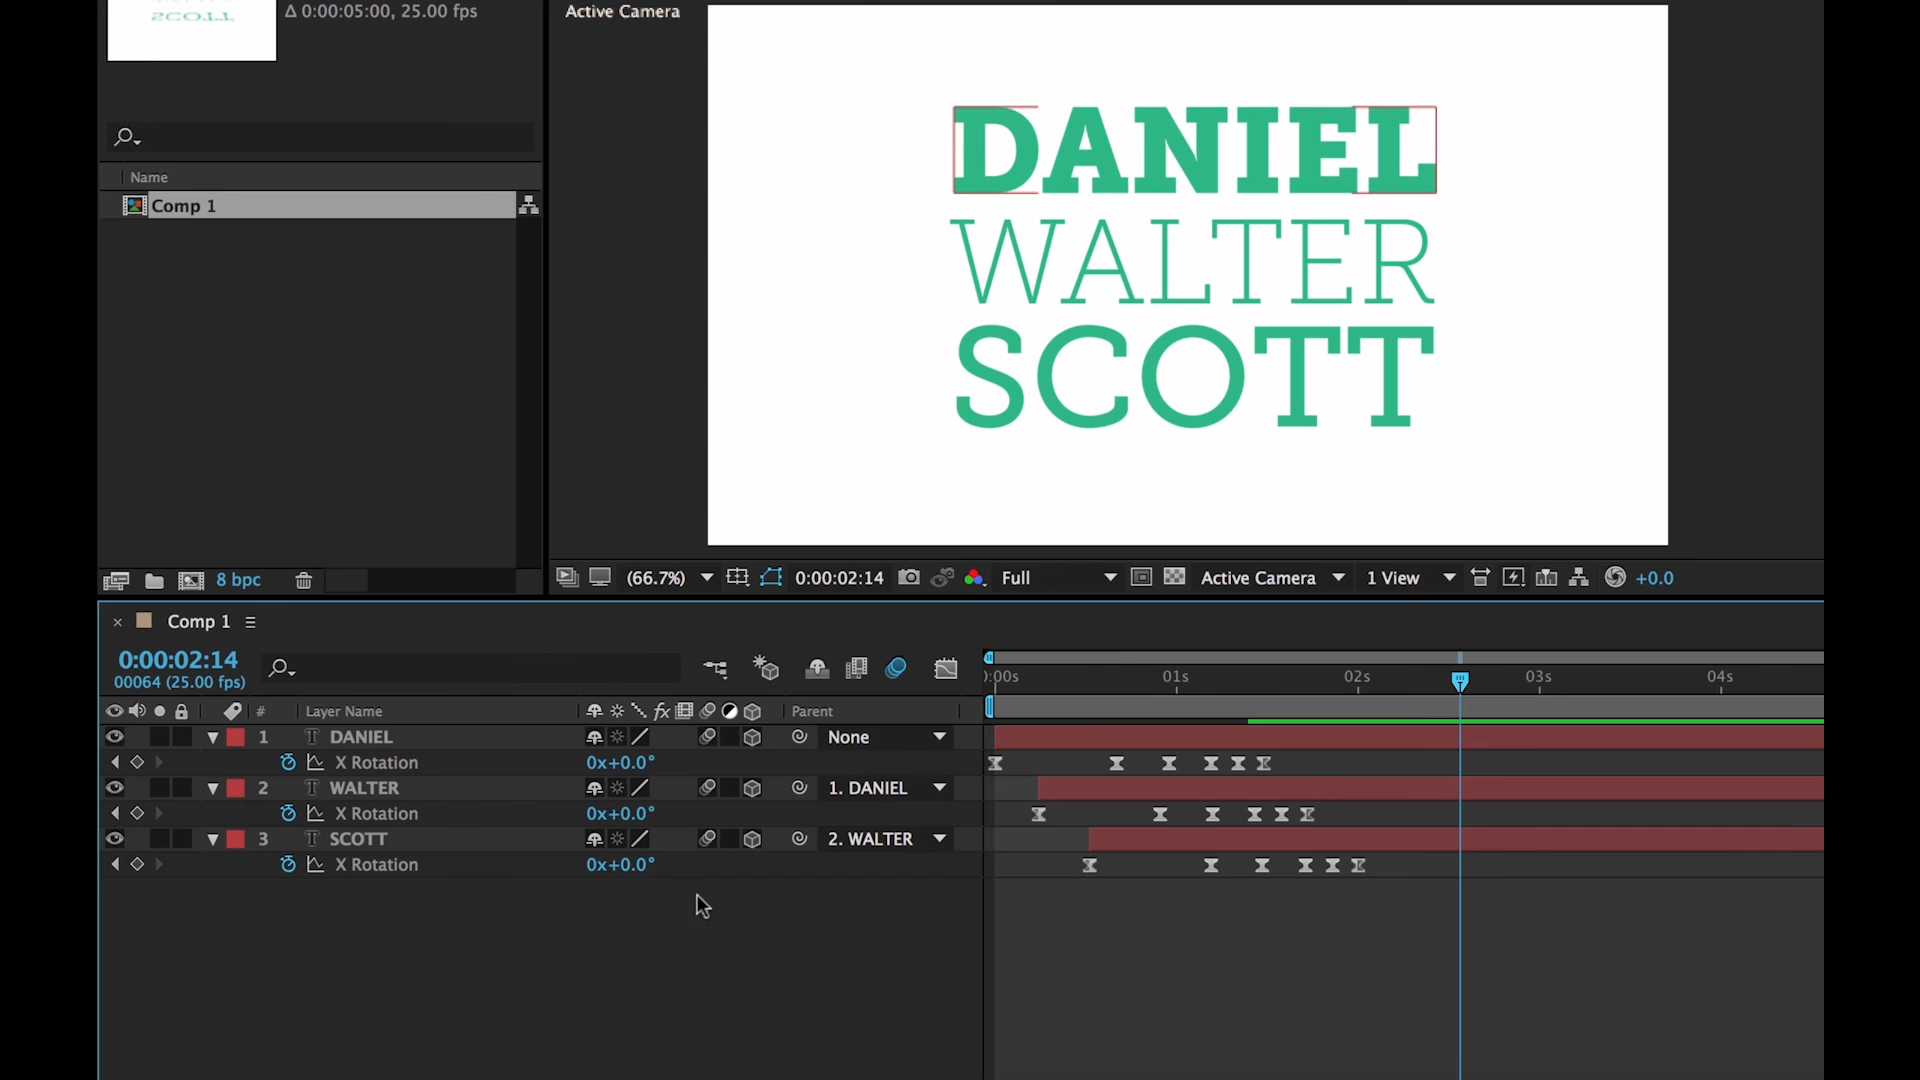 SCOTT
Δ 0:00:05:00, 25.00 fps
Active Camera
DANIEL
WALTER
SCOTT
Name
Comp 1
8 bpc
(66.7%)
0:00:02:14
Full
Active Camera
1 View
+0.0
Comp 1
0:00:02:14
00064 (25.00 fps)
):00s
01s
02s
03s
04s
#
Layer Name
fx
Parent
1
T
DANIEL
None
X Rotation
0x+0.0°
2
T
WALTER
1. DANIEL
X Rotation
0x+0.0°
3
T
SCOTT
2. WALTER
X Rotation
0x+0.0°